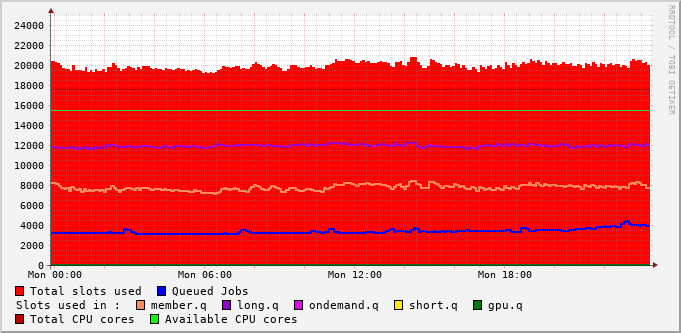 24000
22000
20000
18000
16000
14000
12000
10000
8000
6000
4000
2000
0
Mon 00:00 Mon 06:00 Mon 12:00 Mon 18:00
Total slots used Queued Jobs
Slots used in : member.q long.q ondemand.q short.q gpu.q
Total CPU cores Available CPU cores
RRDTOOL / TOBI OETIKER